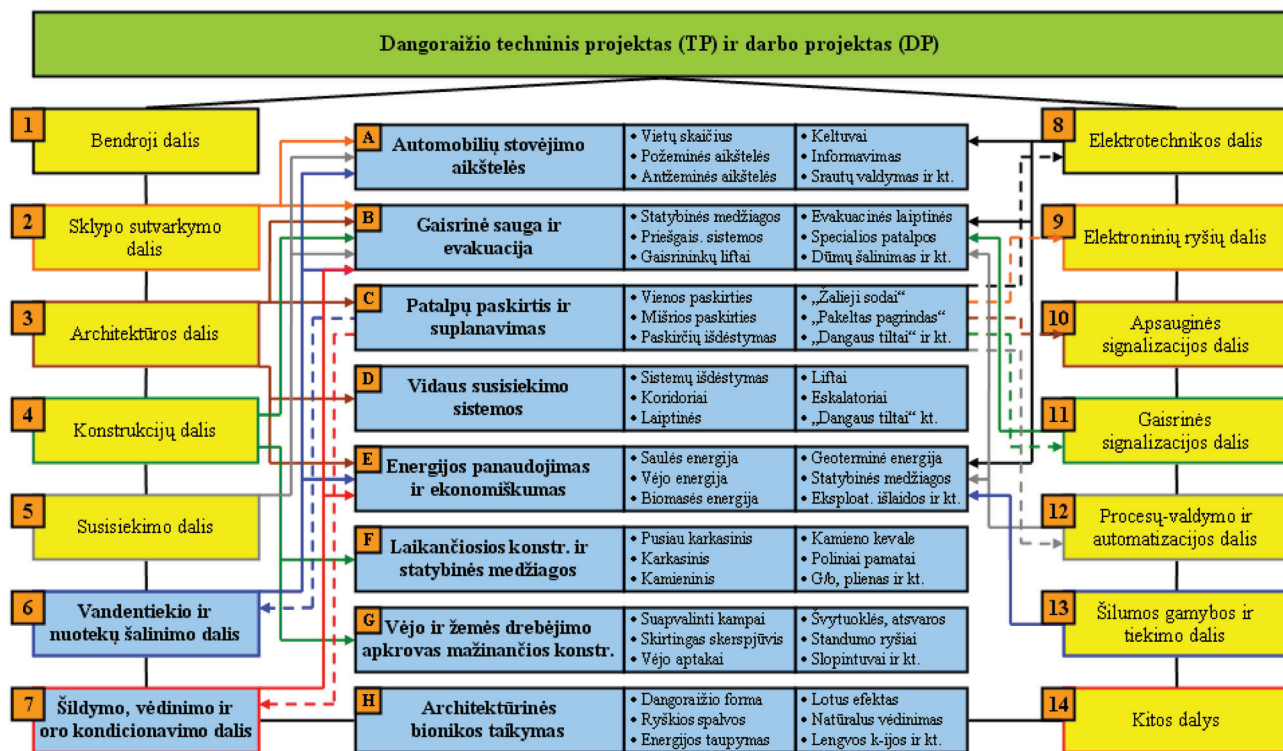 Dangoraižio techninis projektas (TP) ir darbo projektas (DP)
1
Bendroji dalis
2
Sklypo sutvarkymo
dalis
3
Architektūros dalis
4
Konstrukcijų dalis
5
Susisiekimo dalis
6
Vandentiekio ir
nuotekų šalinimo dalis
7
Šildymo, vėdinimo ir
oro kondicionavimo dalis
A
Automobilių stovėjimo
aikštelės
• Vietų skaičius
• Požeminės aikštelės
• Antžeminės aikštelės
• Keltuvai
• Informavimas
• Srautų valdymas ir kt.
B
Gaisrinė sauga ir
evakuacija
• Statybinės medžiagos
• Priešgais. sistemos
• Gaisrininkų liftai
• Evakuacinės laiptinės
• Specialios patalpos
• Dūmų šalinimas ir kt.
C
Patalpų paskirtis ir
suplanavimas
• Vienos paskirties
• Mišrios paskirties
• Paskirčių išdėstymas
• „Žalieji sodai“
• „Pakeltas pagrindas“
• „Dangaus tiltai“ ir kt.
D
Vidaus susisiekimo
sistemos
• Sistemų išdėstymas
• Koridoriai
• Laiptinės
• Liftai
• Eskalatoriai
• „Dangaus tiltai“ kt.
E
Energijos panaudojimas
ir ekonomiškumas
• Saulės energija
• Vėjo energija
• Biomasės energija
• Geoterminė energija
• Statybinės medžiagos
• Eksploat. išlaidos ir kt.
F
Laikančiosios konstr. ir
statybinės medžiagos
• Pusiau karkasinis
• Karkasinis
• Kamieninis
• Kamieno kevale
• Poliniai pamatai
• G/b, plienas ir kt.
G
Vėjo ir žemės drebėjimo
apkrovas mažinančios konstr.
• Suapvalinti kampai
• Skirtingas skerspjūvis
• Vėjo aptakai
• Švytuoklės, atsvaros
• Standumo ryšiai
• Slopintuvai ir kt.
H
Architektūrinės
bionikos taikymas
• Dangoraižio forma
• Ryškios spalvos
• Energijos taupymas
• Lotus efektas
• Natūralus vėdinimas
• Lengvos k-ijos ir kt.
8
Elektrotechnikos dalis
9
Elektroninių ryšių dalis
10
Apsauginės
signalizacijos dalis
11
Gaisrinės
signalizacijos dalis
12
Procesų-valdymo ir
automatizacijos dalis
13
Šilumos gamybos ir
tiekimo dalis
14
Kitos dalys